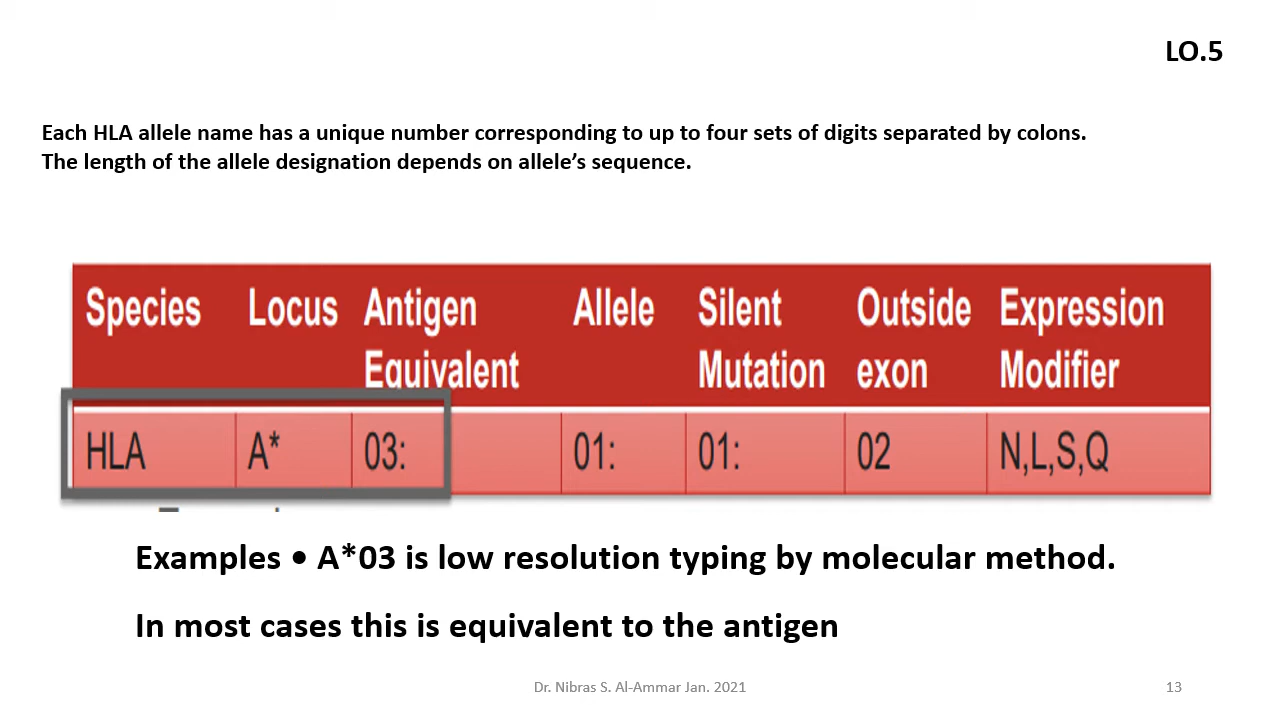 LO.5
Each HLA allele name has a unique number corresponding to up to four sets of digits separated by colons.
The length of the allele designation depends on allele’s sequence.
Species Locus Antigen Equivalent Allele Silent Mutation Outside exon Expression Modifier
HLA A* 03: 01: 01: 02 N,L,S,Q
Examples • A*03 is low resolution typing by molecular method.
In most cases this is equivalent to the antigen
Dr. Nibras S. Al-Ammar Jan. 2021 13